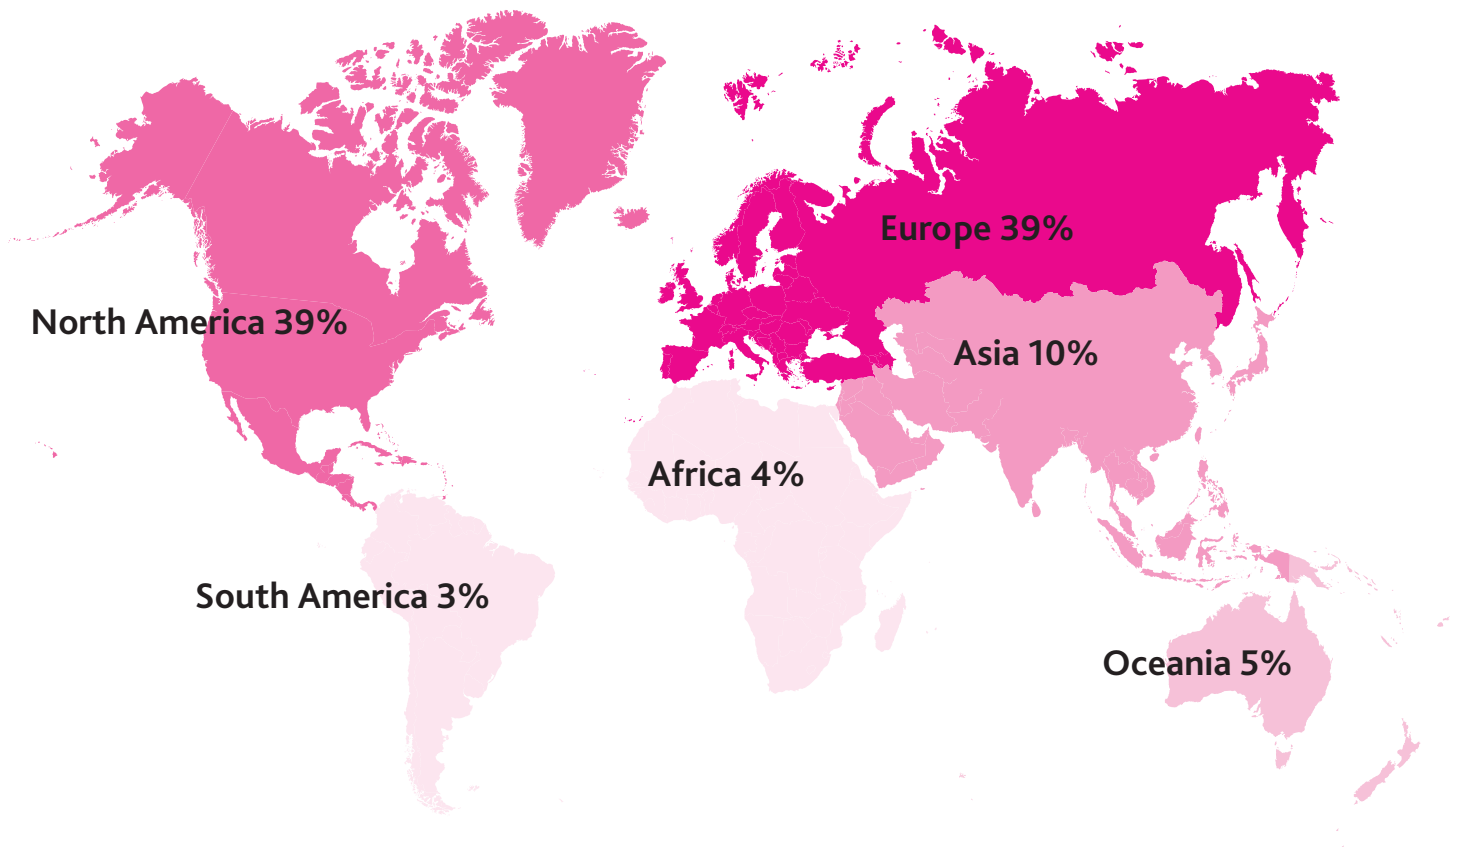 Europe 39%
North America 39%
Asia 10%
Africa 4%
South America 3%
Oceania 5%